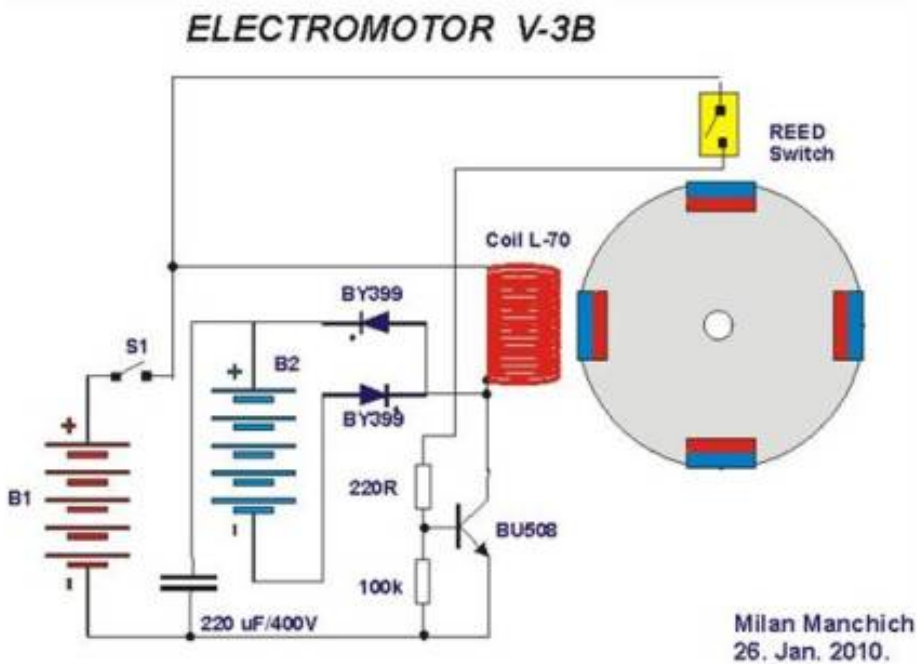 ELECTROMOTOR V-3B
REED
Switch
Coil L-70
BY399
S1
+
B2
BY399
+
B1
220R
BU508
100k
220 uF/400V
Milan Manchich
26. Jan. 2010.